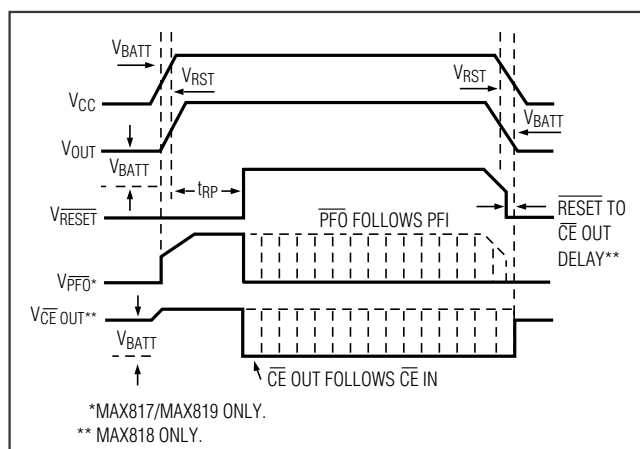 VBATT
VRST
VRST
VCC
VBATT
VOUT
VBATT
tRP
VRESET
PFO FOLLOWS PFI
RESET TO
CE OUT
DELAY**
VPFO*
VCE OUT**
VBATT
CE OUT FOLLOWS CE IN
*MAX817/MAX819 ONLY.
** MAX818 ONLY.